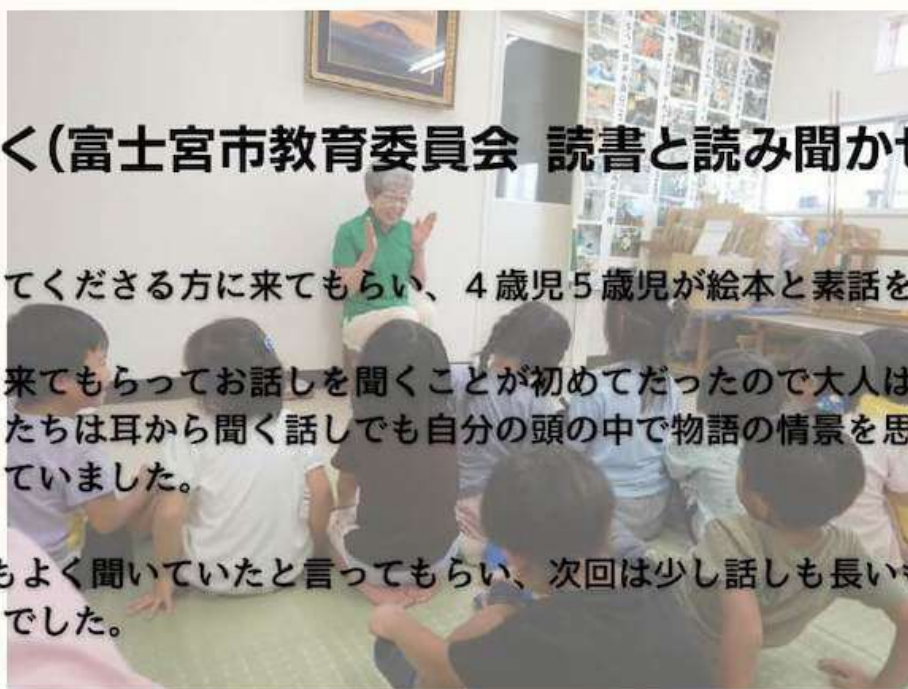 く(富士宮市教育委員会 読書と読み聞かせ
てくださる方に来てもらい、４歳児５歳児が絵本と素話を
来てもらってお話しを聞くことが初めてだったので大人は
たちは耳から聞く話しでも自分の頭の中で物語の情景を思
ていました。
もよく聞いていたと言ってもらい、次回は少し話しも長い
でした。